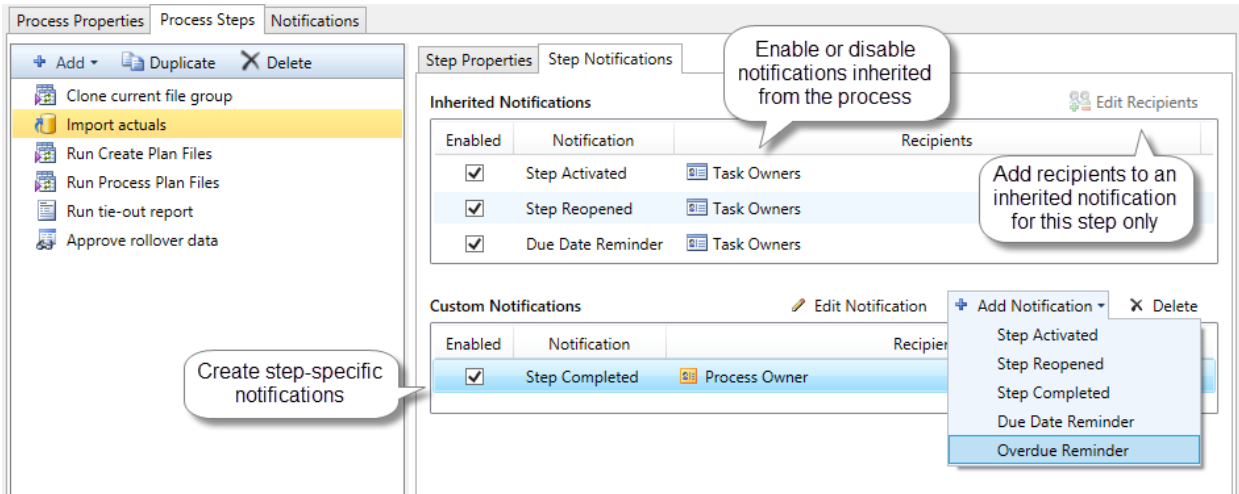 Process Properties Process Steps Notifications
Add Duplicate Delete
Clone current file group
Import actuals
Run Create Plan Files
Run Process Plan Files
Run tie-out report
Approve rollover data
Step Properties Step Notifications
Enable or disable
notifications inherited
from the process
Inherited Notifications Edit Recipients
Enabled Notification Recipients
Step Activated Task Owners
Step Reopened Task Owners
Due Date Reminder Task Owners
Add recipients to an
inherited notification
for this step only
Custom Notifications Edit Notification Add Notification Delete
Enabled Notification Recipien
Step Completed Process Owner
Create step-specific
notifications
Step Activated
Step Reopened
Step Completed
Due Date Reminder
Overdue Reminder